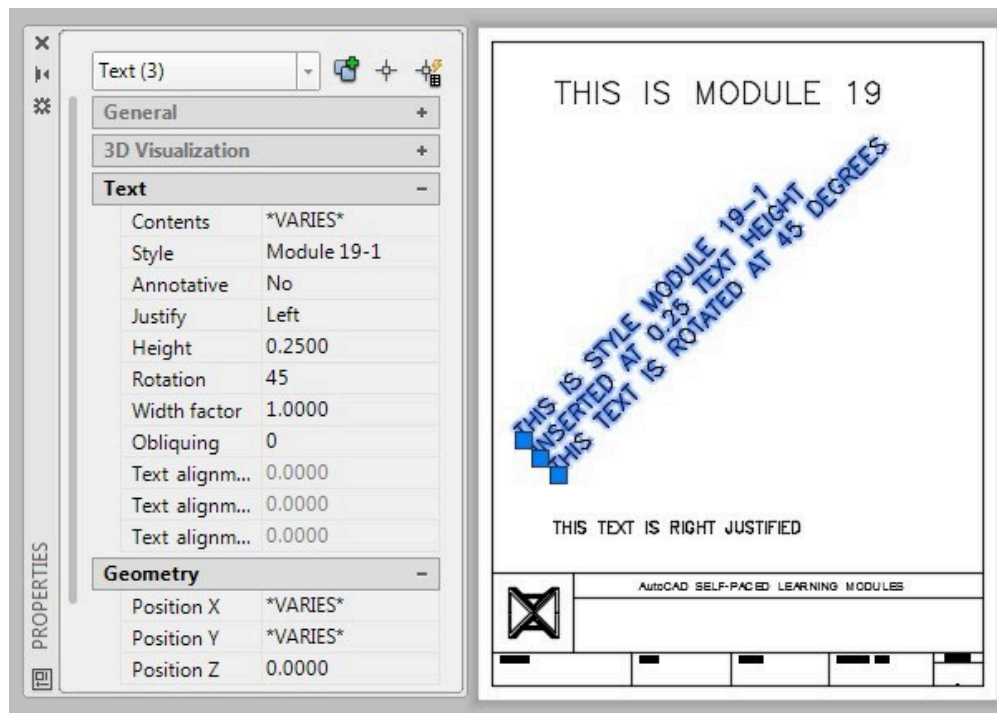 Text (3)
General
3D Visualization
Text
Contents *VARIES*
Style Module 19-1
Annotative No
Justify Left
Height 0.2500
Rotation 45
Width factor 1.0000
Obliquing 0
Text alignm... 0.0000
Text alignm... 0.0000
Text alignm... 0.0000
Geometry
Position X *VARIES*
Position Y *VARIES*
Position Z 0.0000
PROPERTIES
THIS IS MODULE 19
THIS IS STYLE MODULE 19-1
INSERTED AT 0.25 TEXT HEIGHT
THIS TEXT IS ROTATED AT 45 DEGREES
THIS TEXT IS RIGHT JUSTIFIED
AutoCAD SELF-PACED LEARNING MODULES